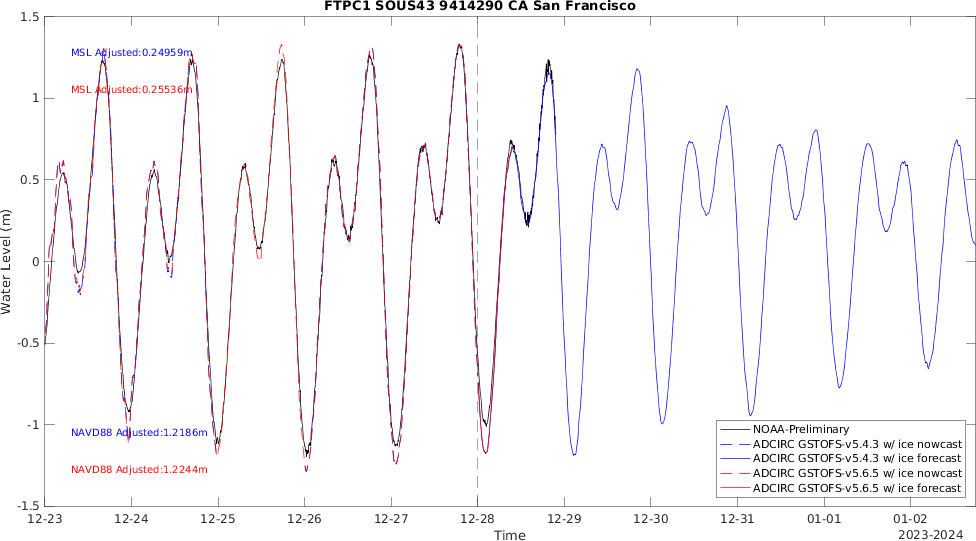 FTPC1 SOUS43 9414290 CA San Francisco
1.5
MSL Adjusted:0.24959m
MSL Adjusted:0.25536m
1
0.5
0
Water Level (m)
-0.5
-1
NAVD88 Adjusted:1.2186m
NAVD88 Adjusted:1.2244m
-1.5
NOAA-Preliminary
ADCIRC GSTOFS-v5.4.3 w/ ice nowcast
ADCIRC GSTOFS-v5.4.3 w/ ice forecast
ADCIRC GSTOFS-v5.6.5 w/ ice nowcast
ADCIRC GSTOFS-v5.6.5 w/ ice forecast
12-23 12-24 12-25 12-26 12-27 12-28 12-29 12-30 12-31 01-01 01-02
Time
2023-2024